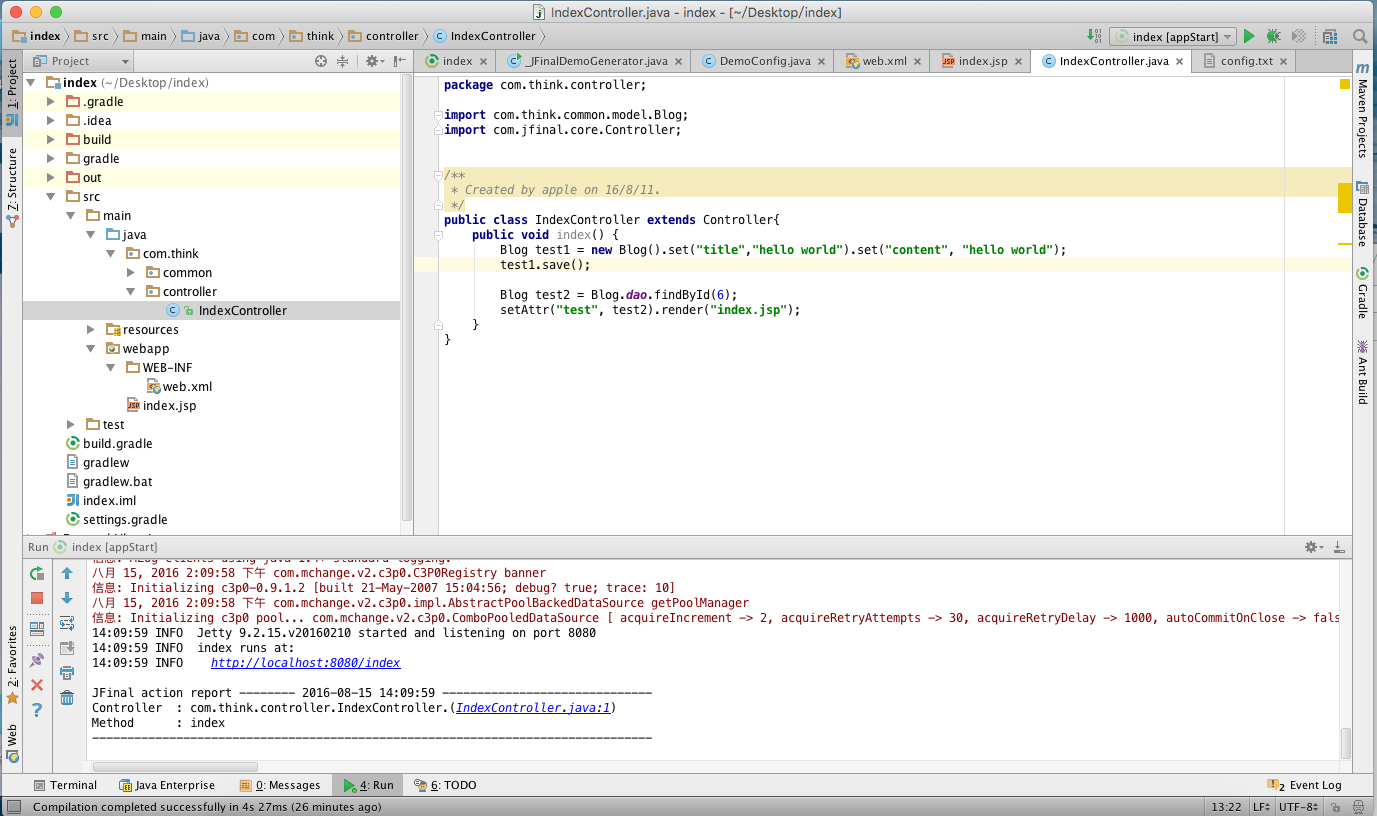 IndexController.java - index - [~/Desktop/index]
index src main java com think controller IndexController
index [appStart]
Project
index
_JFinalDemoGenerator.java
DemoConfig.java
web.xml
index.jsp
IndexController.java
config.txt
1: Project
Z: Structure
2: Favorites
Web
index (~/Desktop/index)
.gradle
.idea
build
gradle
out
src
main
java
com.think
common
controller
IndexController
resources
webapp
WEB-INF
web.xml
index.jsp
test
build.gradle
gradlew
gradlew.bat
index.iml
settings.gradle
package com.think.controller;
import com.think.common.model.Blog;
import com.jfinal.core.Controller;
/**
* Created by apple on 16/8/11.
*/
public class IndexController extends Controller{
public void index() {
Blog test1 = new Blog().set("title","hello world").set("content", "hello world");
test1.save();
Blog test2 = Blog.dao.findById(6);
setAttr("test", test2).render("index.jsp");
}
}
Maven Projects
Database
Gradle
Ant Build
Run index [appStart]
八月 15, 2016 2:09:58 下午 com.mchange.v2.c3p0.C3P0Registry banner
信息: Initializing c3p0-0.9.1.2 [built 21-May-2007 15:04:56; debug? true; trace: 10]
八月 15, 2016 2:09:58 下午 com.mchange.v2.c3p0.impl.AbstractPoolBackedDataSource getPoolManager
信息: Initializing c3p0 pool... com.mchange.v2.c3p0.ComboPooledDataSource [ acquireIncrement -> 2, acquireRetryAttempts -> 30, acquireRetryDelay -> 1000, autoCommitOnClose -> fals
14:09:59 INFO  Jetty 9.2.15.v20160210 started and listening on port 8080
14:09:59 INFO  index runs at:
14:09:59 INFO    http://localhost:8080/index
JFinal action report -------- 2016-08-15 14:09:59 ------------------------------
Controller  : com.think.controller.IndexController.(IndexController.java:1)
Method      : index
--------------------------------------------------------------------------------
Terminal
Java Enterprise
0: Messages
4: Run
6: TODO
2 Event Log
Compilation completed successfully in 4s 27ms (26 minutes ago)
13:22 LF UTF-8